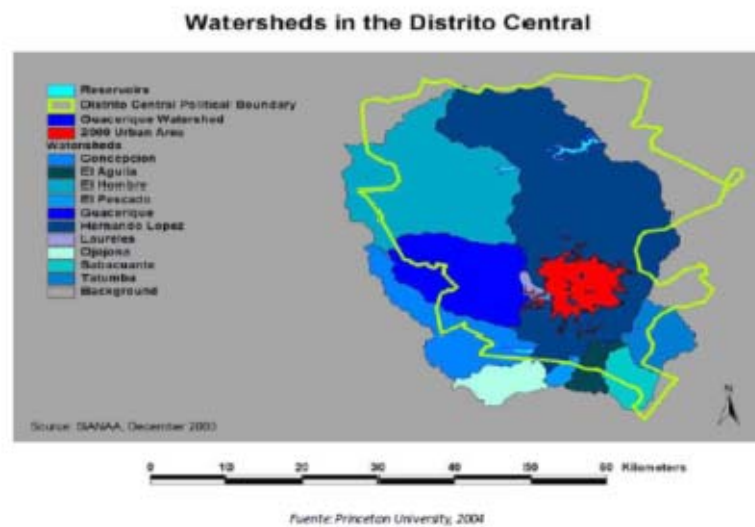 Watersheds in the Distrito Central
Reservoirs
Distrito Central Political Boundary
Guacerique Watershed
2000 Urban Area
Watersheds
Concepcion
El Aguila
El Hombre
El Pescado
Guacerique
Hernando Lopez
Laureles
Ojojona
Sabacuante
Tatumba
Background
N
Source: SANAA, December 2003
0 10 20 30 40 50 60 Kilometers
Fuente: Princeton University, 2004